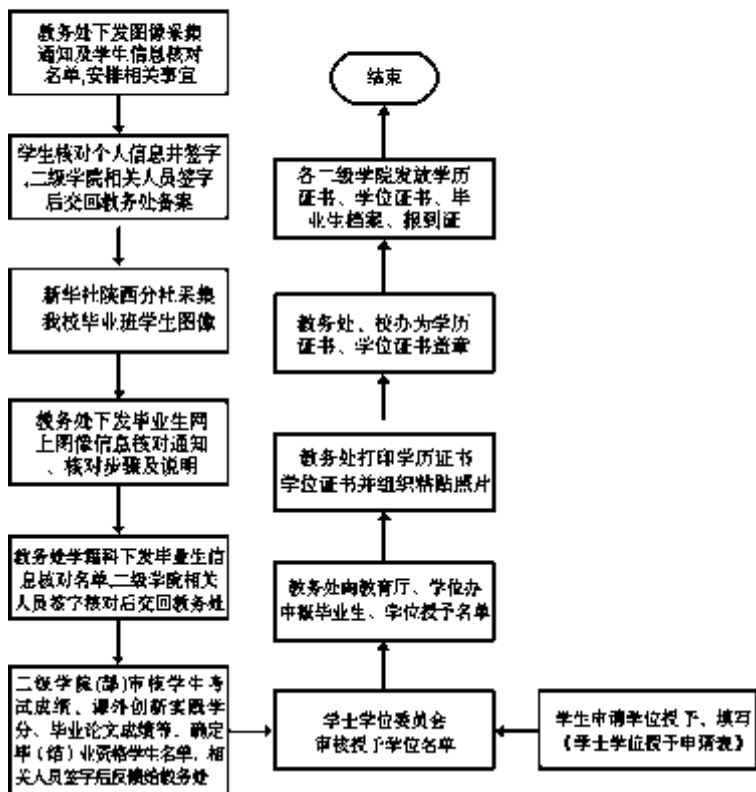 教务处下发图像采集
通知及学生信息核对
名单,安排相关事宜
学生核对个人信息并签字
,二级学院相关人员签字
后交回教务处备案
新华社陕西分社采集
我校毕业班学生图像
教务处下发毕业生网
上图像信息核对通知
、核对步骤及说明
教务处学籍科下发毕业生信
息核对名单,二级学院相关
人员签字核对后交回教务处
二级学院(部)审核学生考
试成绩、课外创新实践学
分、毕业论文成绩等，确定
毕（结）业资格学生名单，相
关人员签字后反馈给教务处
学生申请学位授予、填写
《学士学位授予申请表》
学士学位委员会
审核授予学位名单
教务处向教育厅、学位办
申报毕业生、学位授予名单
教务处打印学历证书
学位证书并组织粘贴照片
教务处、校办为学历
证书、学位证书盖章
各二级学院发放学历
证书、学位证书、毕
业生档案、报到证
结束